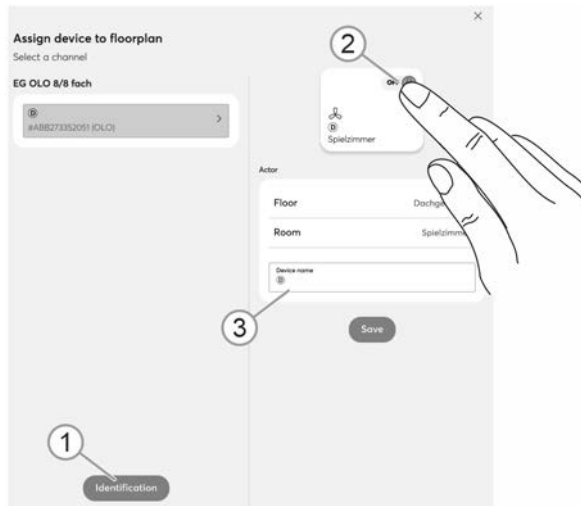 ×
Assign device to floorplan
Select a channel
EG OLO 8/8 fach
D
#ABB273352051 (OLO)
>
2
D
Spielzimmer
Actor
Floor
Room
Device name
D
3
Save
1
Identification